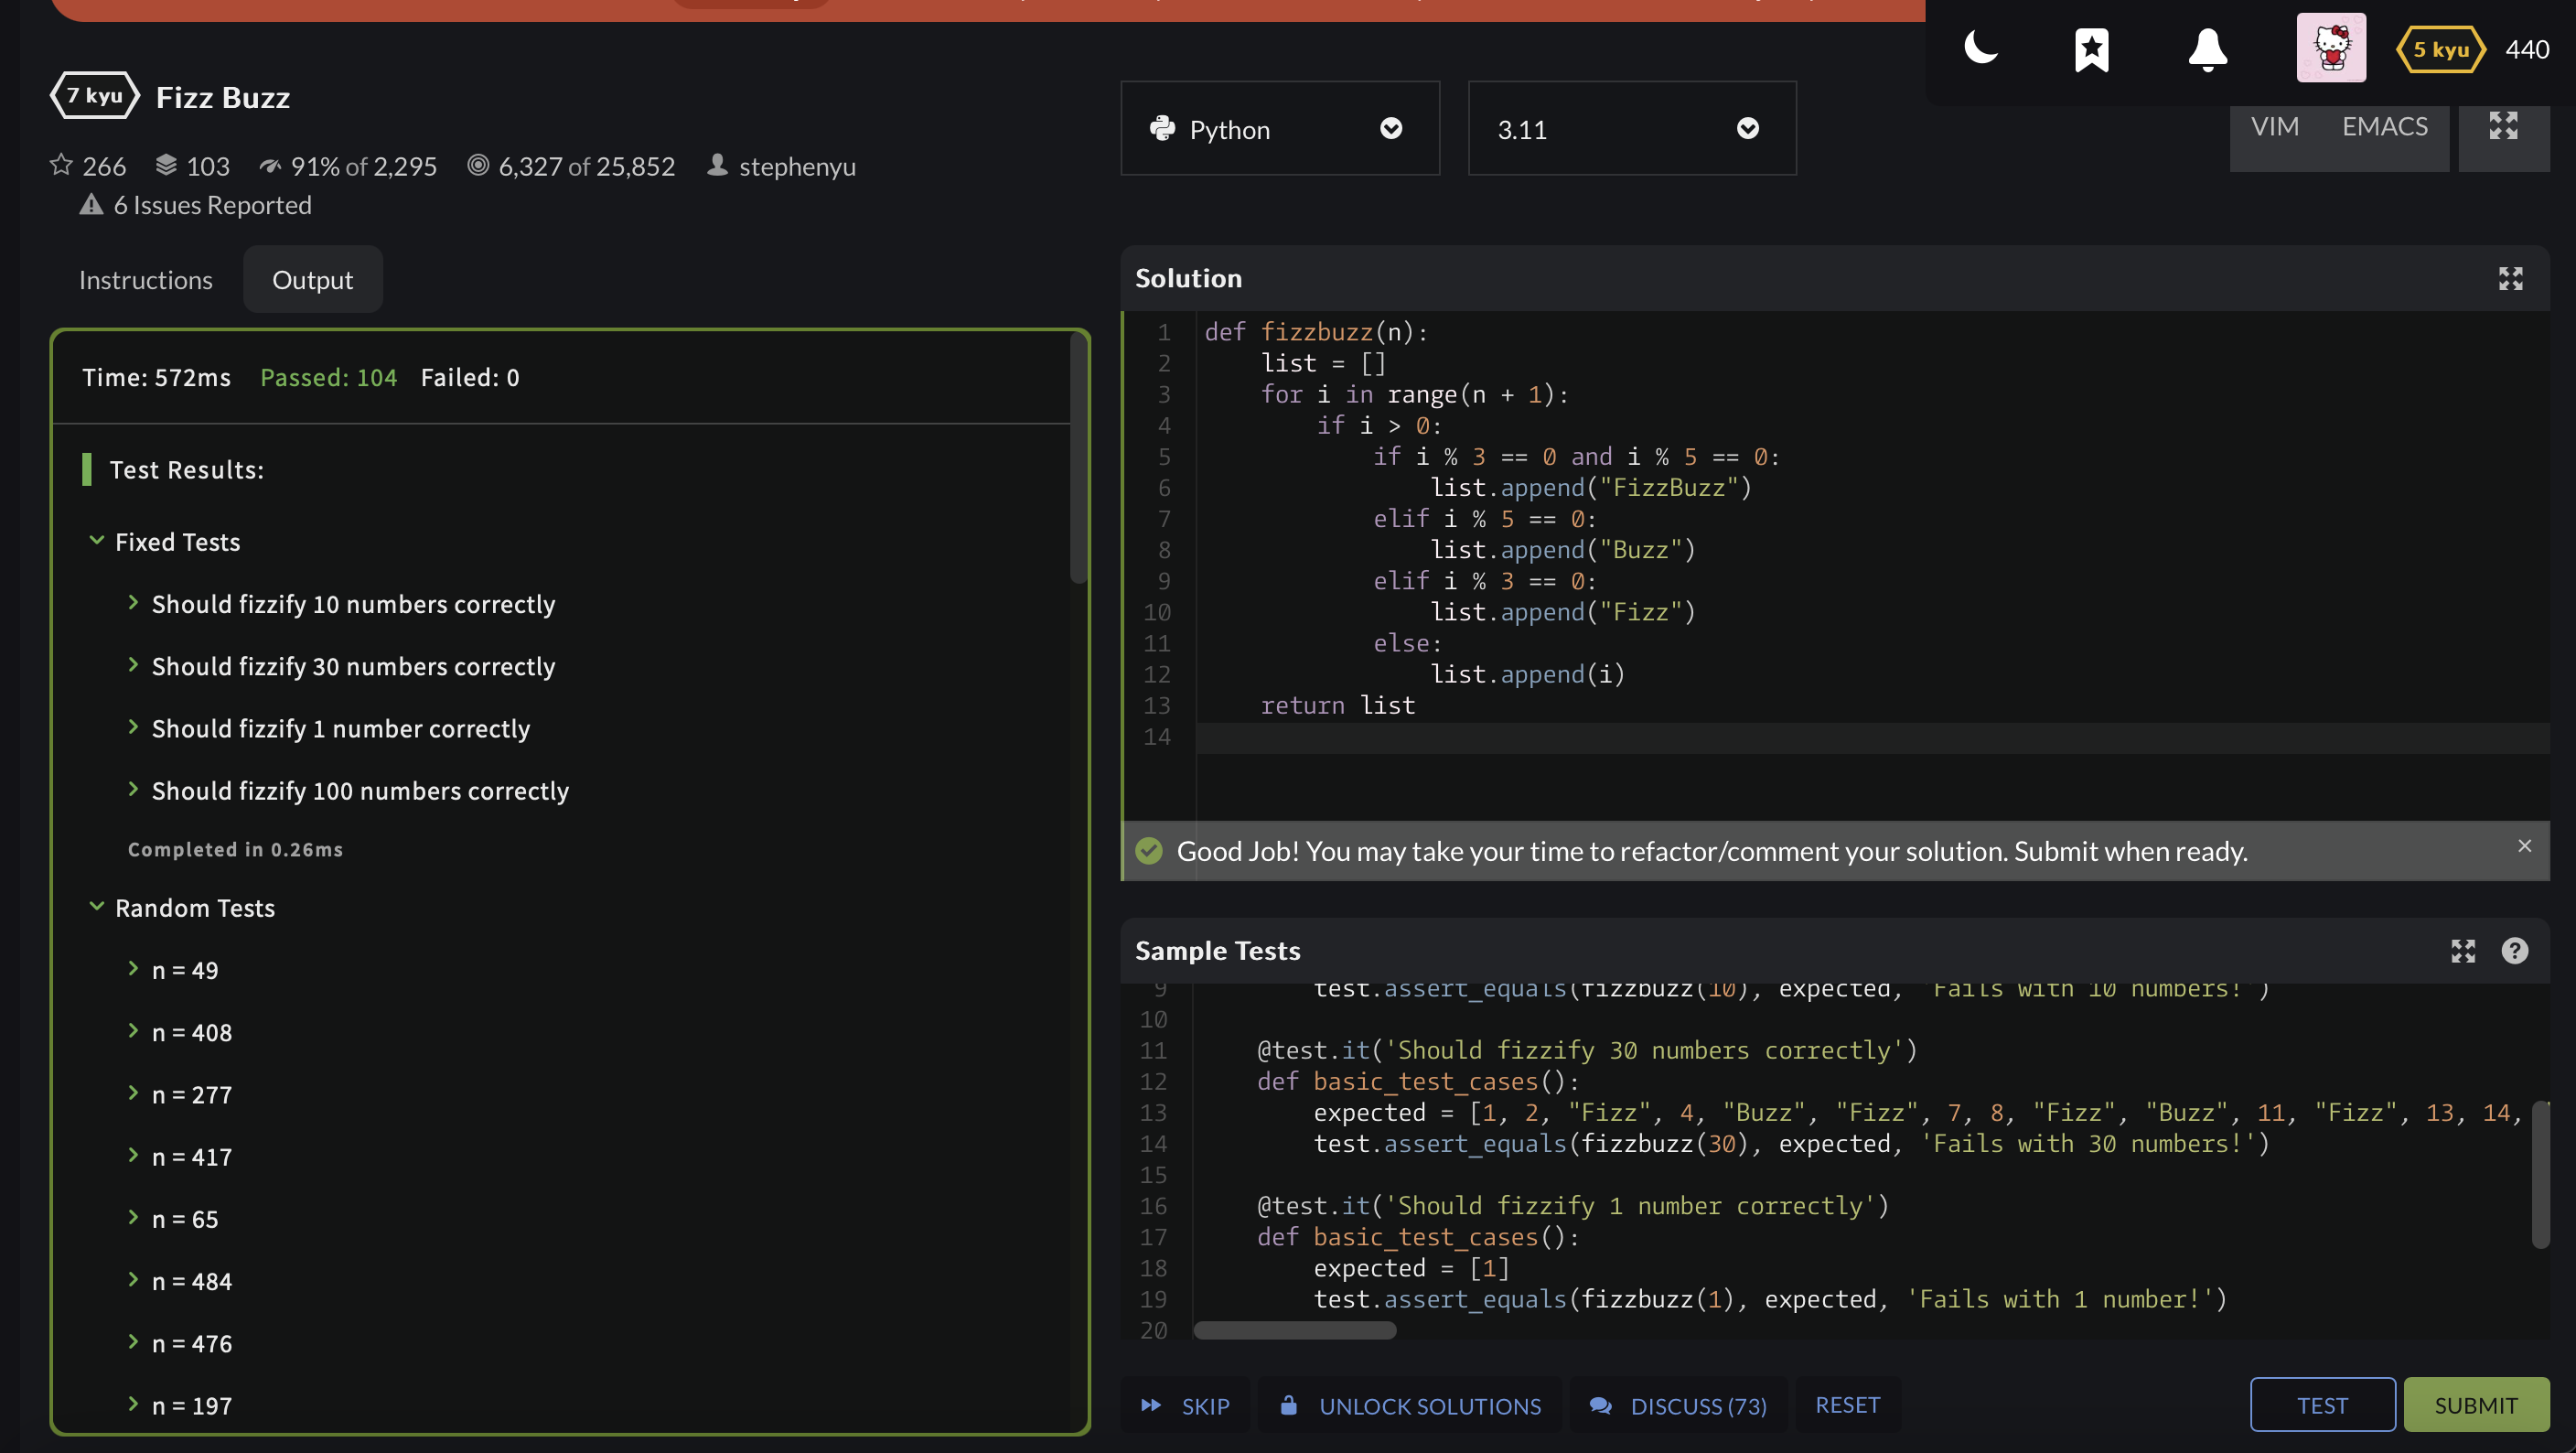 7 kyu Fizz Buzz
266 103 91% of 2,295 6,327 of 25,852 stephenyu
6 Issues Reported
Instructions Output
Time: 572ms Passed: 104 Failed: 0
Test Results:
Fixed Tests
Should fizzify 10 numbers correctly
Should fizzify 30 numbers correctly
Should fizzify 1 number correctly
Should fizzify 100 numbers correctly
Completed in 0.26ms
Random Tests
n = 49
n = 408
n = 277
n = 417
n = 65
n = 484
n = 476
n = 197
5 kyu 440
Python 3.11 VIM EMACS
Solution
1 def fizzbuzz(n):
2     list = []
3     for i in range(n + 1):
4         if i > 0:
5             if i % 3 == 0 and i % 5 == 0:
6                 list.append("FizzBuzz")
7             elif i % 5 == 0:
8                 list.append("Buzz")
9             elif i % 3 == 0:
10                 list.append("Fizz")
11             else:
12                 list.append(i)
13     return list
14
Good Job! You may take your time to refactor/comment your solution. Submit when ready.
Sample Tests
9         test.assert_equals(fizzbuzz(10), expected, 'Fails with 10 numbers!')
10
11     @test.it('Should fizzify 30 numbers correctly')
12     def basic_test_cases():
13         expected = [1, 2, "Fizz", 4, "Buzz", "Fizz", 7, 8, "Fizz", "Buzz", 11, "Fizz", 13, 14,
14         test.assert_equals(fizzbuzz(30), expected, 'Fails with 30 numbers!')
15
16     @test.it('Should fizzify 1 number correctly')
17     def basic_test_cases():
18         expected = [1]
19         test.assert_equals(fizzbuzz(1), expected, 'Fails with 1 number!')
20
SKIP UNLOCK SOLUTIONS DISCUSS (73) RESET TEST SUBMIT